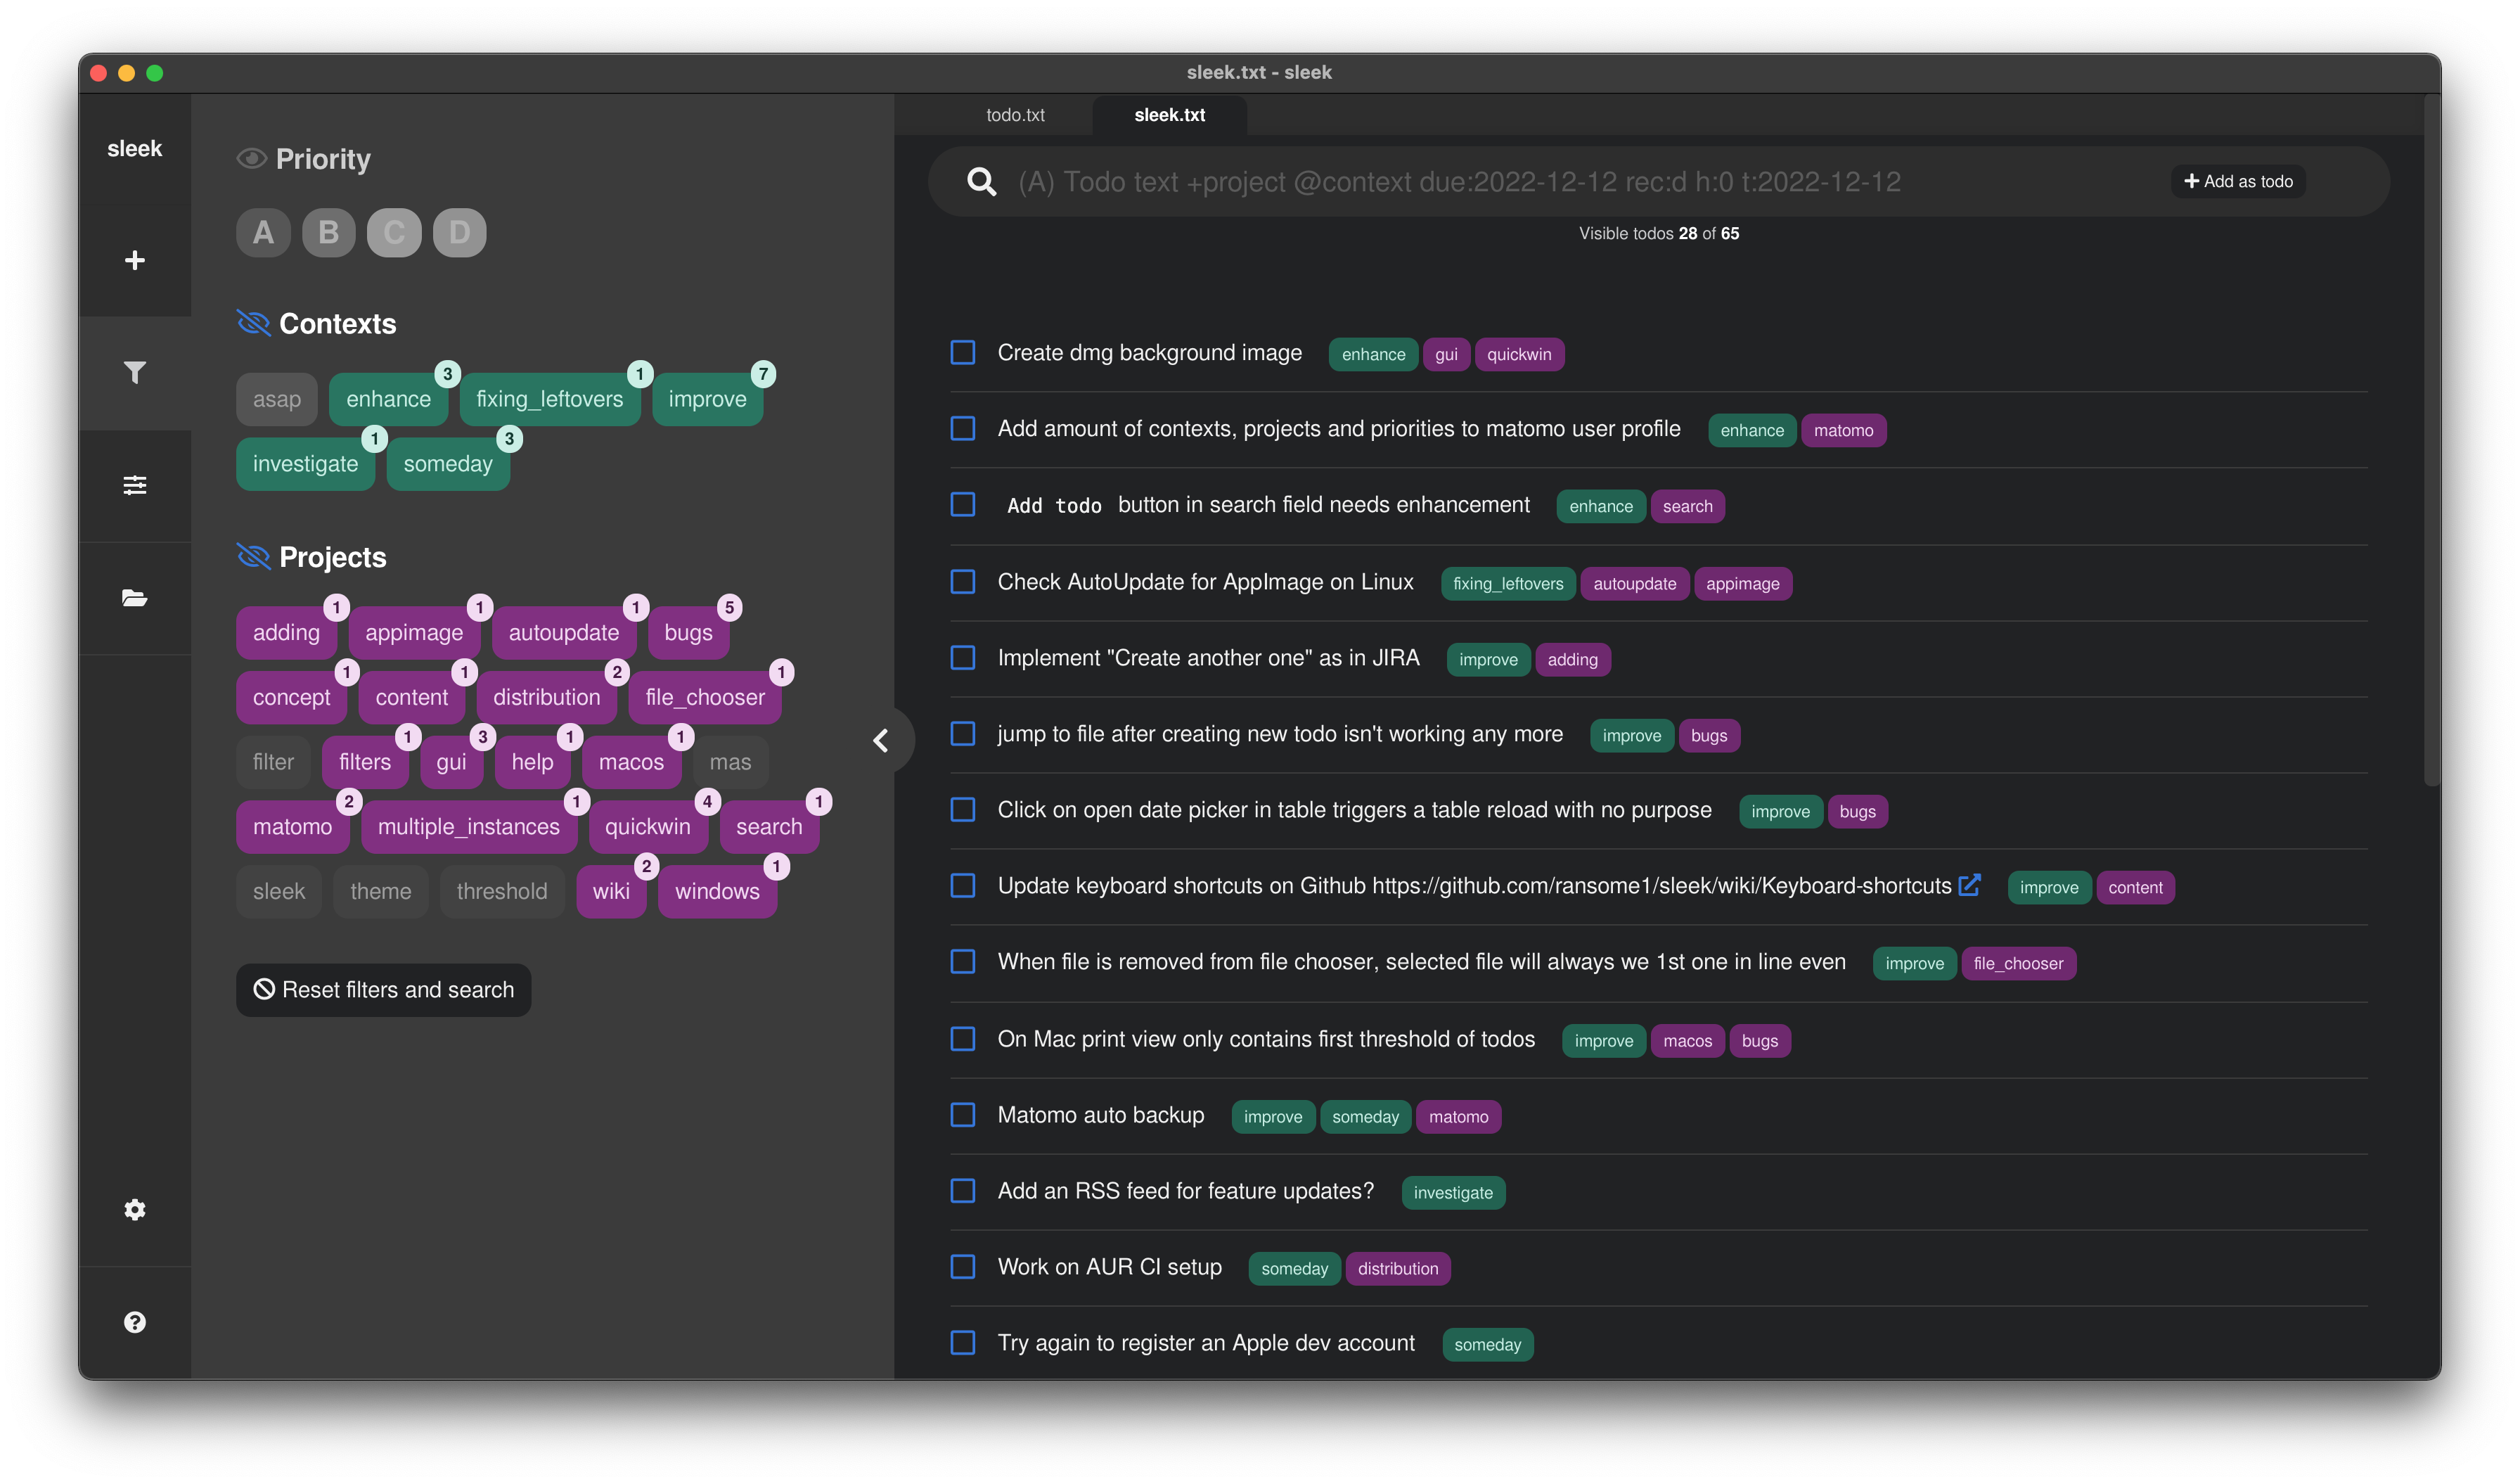 sleek.txt - sleek
sleek
Priority
A B C D
Contexts
asap enhance 3 fixing_leftovers 1 improve 7
investigate 1 someday 3
Projects
adding 1 appimage 1 autoupdate 1 bugs 5
concept 1 content 1 distribution 2 file_chooser 1
filter filters 1 gui 3 help 1 macos 1 mas
matomo 2 multiple_instances 1 quickwin 4 search 1
sleek theme threshold wiki 2 windows 1
Reset filters and search
todo.txt sleek.txt
(A) Todo text +project @context due:2022-12-12 rec:d h:0 t:2022-12-12 Add as todo
Visible todos 28 of 65
Create dmg background image enhance gui quickwin
Add amount of contexts, projects and priorities to matomo user profile enhance matomo
Add todo button in search field needs enhancement enhance search
Check AutoUpdate for AppImage on Linux fixing_leftovers autoupdate appimage
Implement "Create another one" as in JIRA improve adding
jump to file after creating new todo isn't working any more improve bugs
Click on open date picker in table triggers a table reload with no purpose improve bugs
Update keyboard shortcuts on Github https://github.com/ransome1/sleek/wiki/Keyboard-shortcuts improve content
When file is removed from file chooser, selected file will always we 1st one in line even improve file_chooser
On Mac print view only contains first threshold of todos improve macos bugs
Matomo auto backup improve someday matomo
Add an RSS feed for feature updates? investigate
Work on AUR CI setup someday distribution
Try again to register an Apple dev account someday